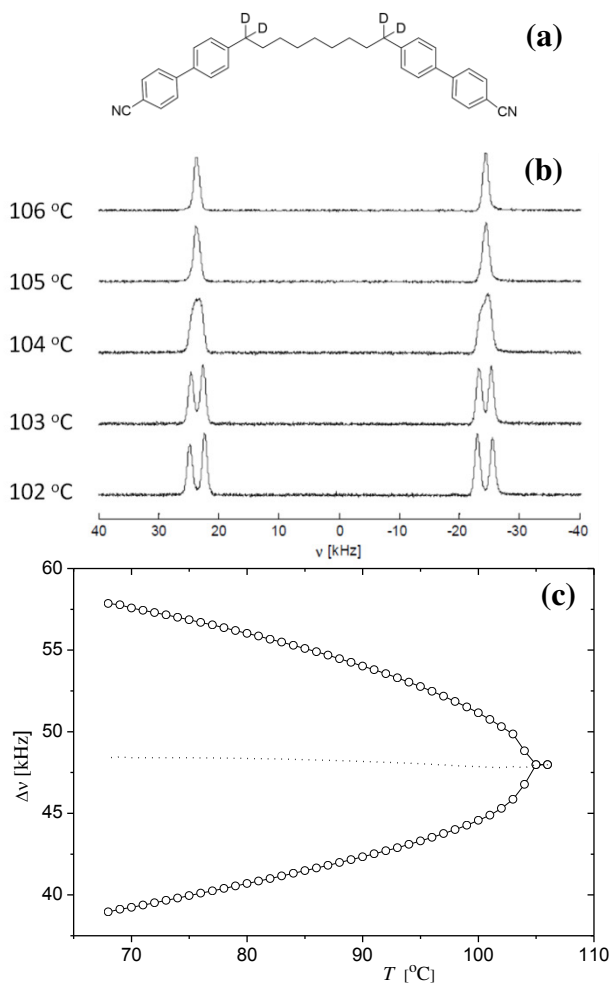 D D D D
(a)
NC CN
(b)
106 °C
105 °C
104 °C
103 °C
102 °C
40 30 20 10 0 -10 -20 -30 -40
ν [kHz]
(c)
60
55
50
45
40
Δν [kHz]
70 80 90 100 110
T [°C]